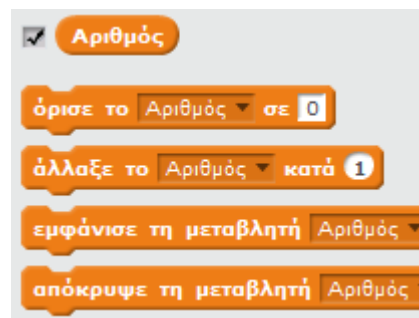 Αριθμός
όρισε το Αριθμός σε 0
άλλαξε το Αριθμός κατά 1
εμφάνισε τη μεταβλητή Αριθμός
απόκρυψε τη μεταβλητή Αριθμός